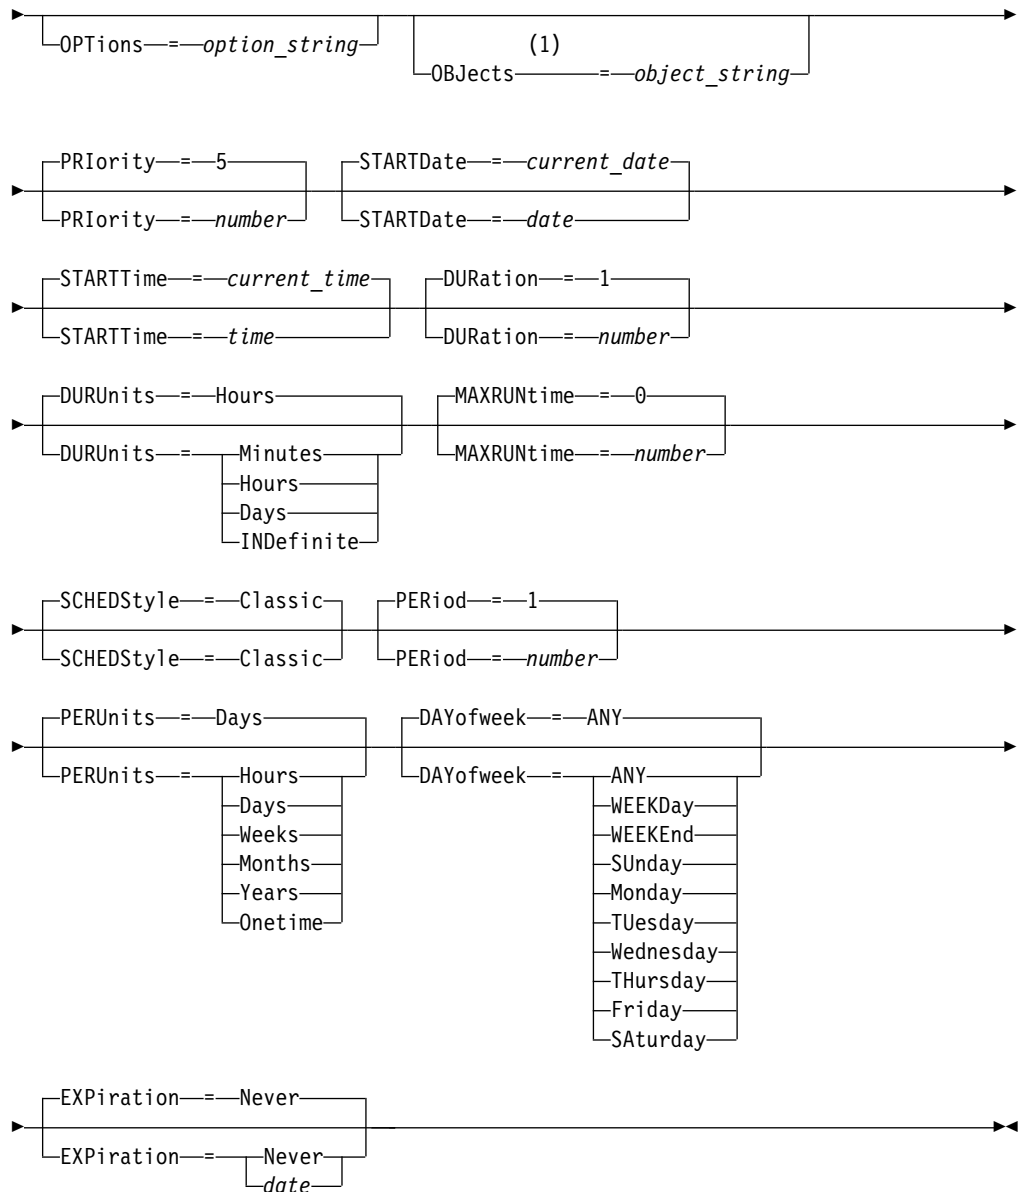 OPTions = option_string
(1)
OBJects = object_string
PRIority = 5 STARTDate = current_date
PRIority = number STARTDate = date
STARTTime = current_time DURation = 1
STARTTime = time DURation = number
DURUnits = Hours MAXRUNtime = 0
DURUnits = Minutes MAXRUNtime = number
Hours
Days
INDefinite
SCHEDStyle = Classic PERiod = 1
SCHEDStyle = Classic PERiod = number
PERUnits = Days DAYofweek = ANY
PERUnits = Hours DAYofweek = ANY
Days WEEKDay
Weeks WEEKEnd
Months SUnday
Years Monday
Onetime TUesday
Wednesday
THursday
Friday
SAturday
EXPiration = Never
EXPiration = Never
date